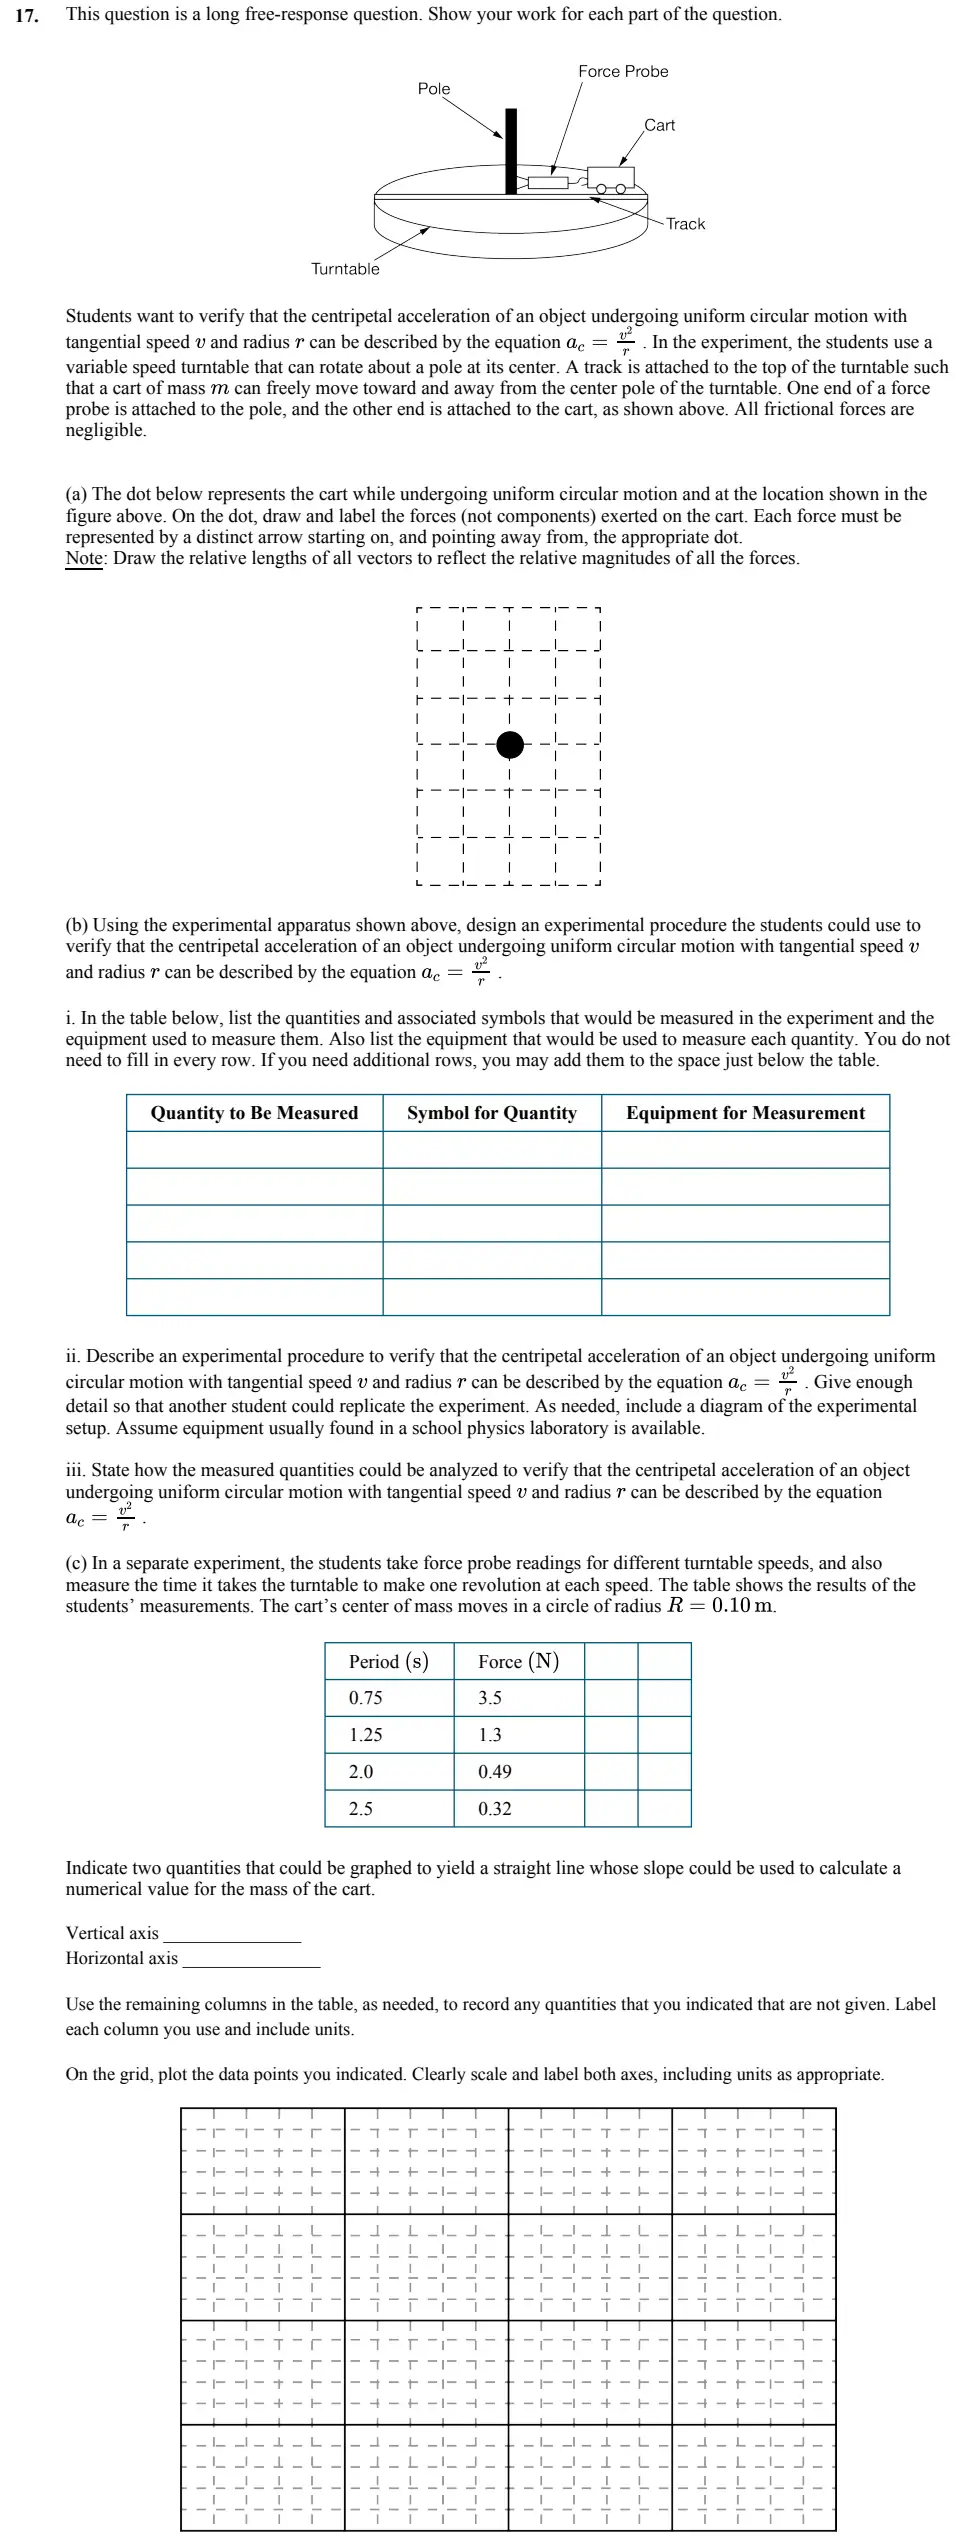 17. This question is a long free-response question. Show your work for each part of the question.
Force Probe
Pole
Cart
Track
Turntable
Students want to verify that the centripetal acceleration of an object undergoing uniform circular motion with
tangential speed v and radius r can be described by the equation a_c = v²/r . In the experiment, the students use a
variable speed turntable that can rotate about a pole at its center. A track is attached to the top of the turntable such
that a cart of mass m can freely move toward and away from the center pole of the turntable. One end of a force
probe is attached to the pole, and the other end is attached to the cart, as shown above. All frictional forces are
negligible.
(a) The dot below represents the cart while undergoing uniform circular motion and at the location shown in the
figure above. On the dot, draw and label the forces (not components) exerted on the cart. Each force must be
represented by a distinct arrow starting on, and pointing away from, the appropriate dot.
Note: Draw the relative lengths of all vectors to reflect the relative magnitudes of all the forces.
(b) Using the experimental apparatus shown above, design an experimental procedure the students could use to
verify that the centripetal acceleration of an object undergoing uniform circular motion with tangential speed v
and radius r can be described by the equation a_c = v²/r .
i. In the table below, list the quantities and associated symbols that would be measured in the experiment and the
equipment used to measure them. Also list the equipment that would be used to measure each quantity. You do not
need to fill in every row. If you need additional rows, you may add them to the space just below the table.
Quantity to Be Measured Symbol for Quantity Equipment for Measurement
ii. Describe an experimental procedure to verify that the centripetal acceleration of an object undergoing uniform
circular motion with tangential speed v and radius r can be described by the equation a_c = v²/r . Give enough
detail so that another student could replicate the experiment. As needed, include a diagram of the experimental
setup. Assume equipment usually found in a school physics laboratory is available.
iii. State how the measured quantities could be analyzed to verify that the centripetal acceleration of an object
undergoing uniform circular motion with tangential speed v and radius r can be described by the equation
a_c = v²/r .
(c) In a separate experiment, the students take force probe readings for different turntable speeds, and also
measure the time it takes the turntable to make one revolution at each speed. The table shows the results of the
students' measurements. The cart's center of mass moves in a circle of radius R = 0.10 m.
Period (s) Force (N)
0.75 3.5
1.25 1.3
2.0 0.49
2.5 0.32
Indicate two quantities that could be graphed to yield a straight line whose slope could be used to calculate a
numerical value for the mass of the cart.
Vertical axis _______________
Horizontal axis _______________
Use the remaining columns in the table, as needed, to record any quantities that you indicated that are not given. Label
each column you use and include units.
On the grid, plot the data points you indicated. Clearly scale and label both axes, including units as appropriate.